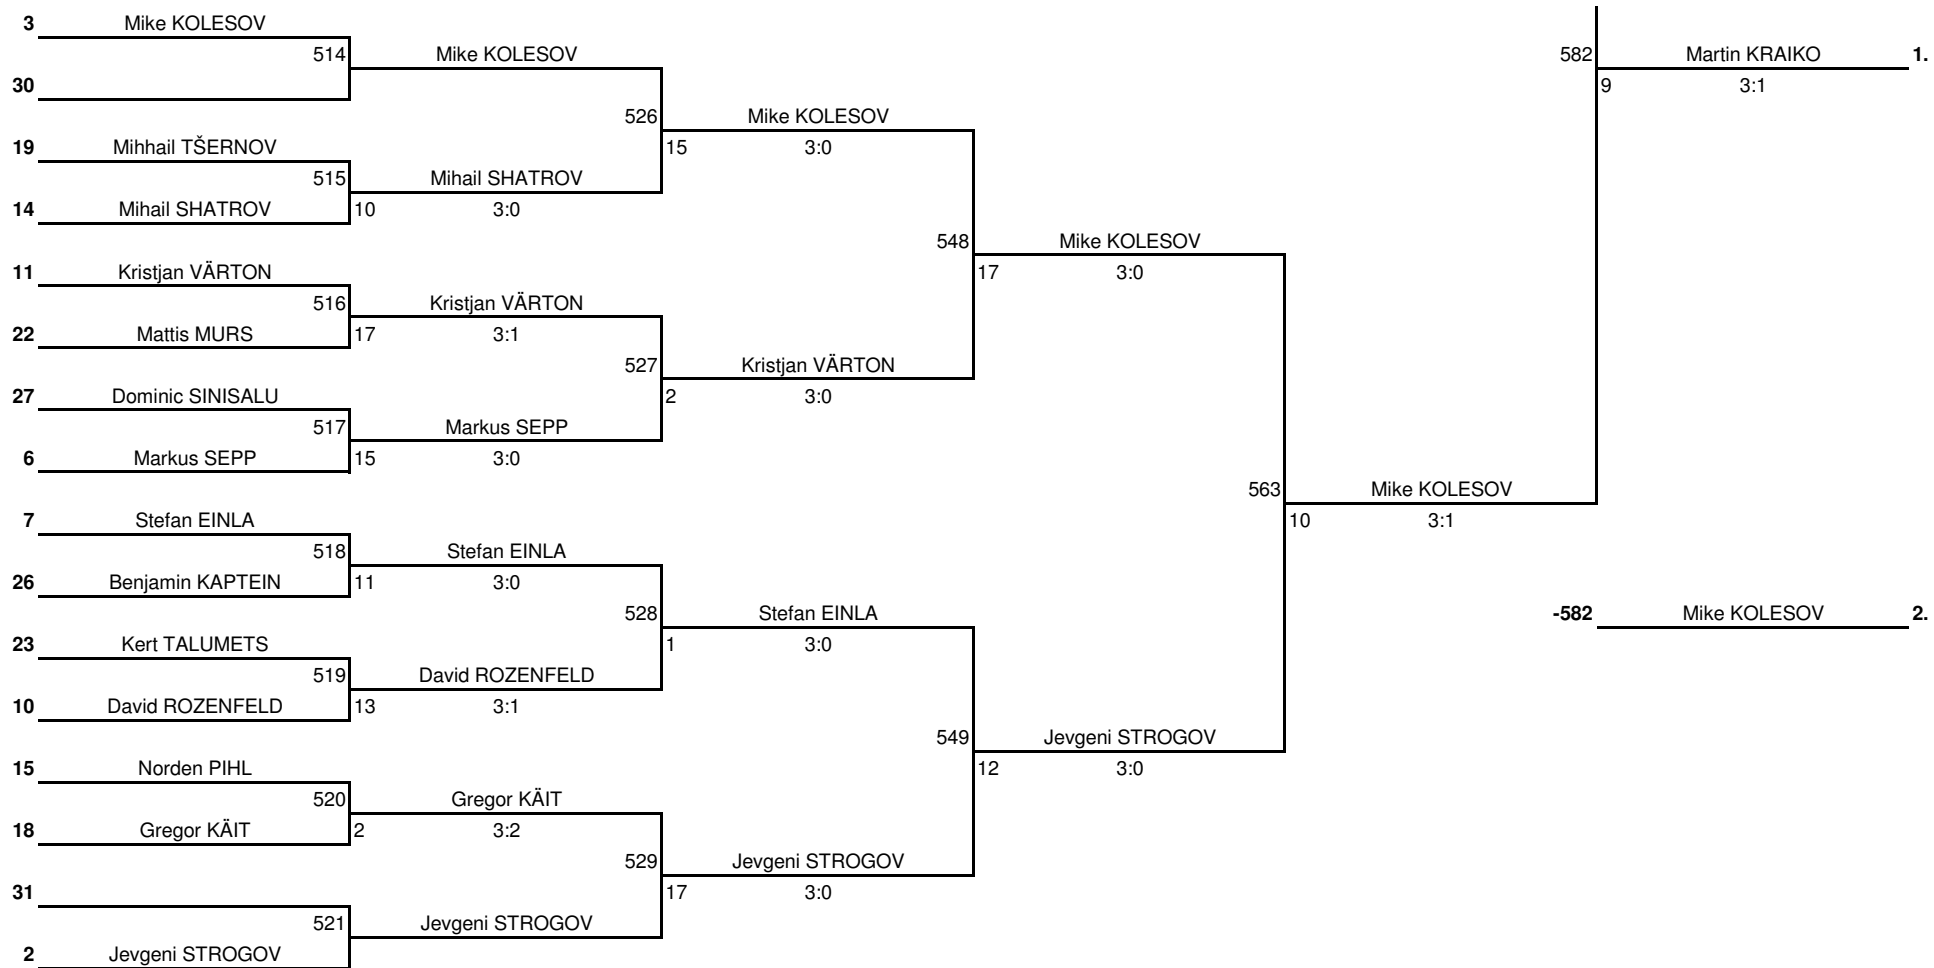 3 Mike KOLESOV
514 Mike KOLESOV 582 Martin KRAIKO 1.
30 9 3:1
526 Mike KOLESOV
19 Mihhail TŠERNOV 15 3:0
515 Mihail SHATROV
14 Mihail SHATROV 10 3:0
548 Mike KOLESOV
11 Kristjan VÄRTON 17 3:0
516 Kristjan VÄRTON
22 Mattis MURS 17 3:1
527 Kristjan VÄRTON
27 Dominic SINISALU 2 3:0
517 Markus SEPP
6 Markus SEPP 15 3:0
563 Mike KOLESOV
7 Stefan EINLA 10 3:1
518 Stefan EINLA
26 Benjamin KAPTEIN 11 3:0
528 Stefan EINLA -582 Mike KOLESOV 2.
23 Kert TALUMETS 1 3:0
519 David ROZENFELD
10 David ROZENFELD 13 3:1
549 Jevgeni STROGOV
15 Norden PIHL 12 3:0
520 Gregor KÄIT
18 Gregor KÄIT 2 3:2
529 Jevgeni STROGOV
31 17 3:0
521 Jevgeni STROGOV
2 Jevgeni STROGOV